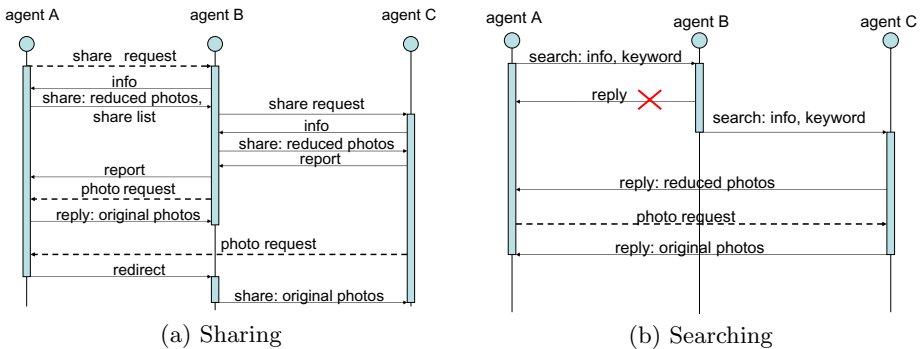 agent A
agent B
agent C
share request
info
share: reduced photos,
share list
share request
info
share: reduced photos
report
report
photo request
reply: original photos
photo request
redirect
share: original photos
(a) Sharing
agent A
agent B
agent C
search: info, keyword
reply
search: info, keyword
reply: reduced photos
photo request
reply: original photos
(b) Searching